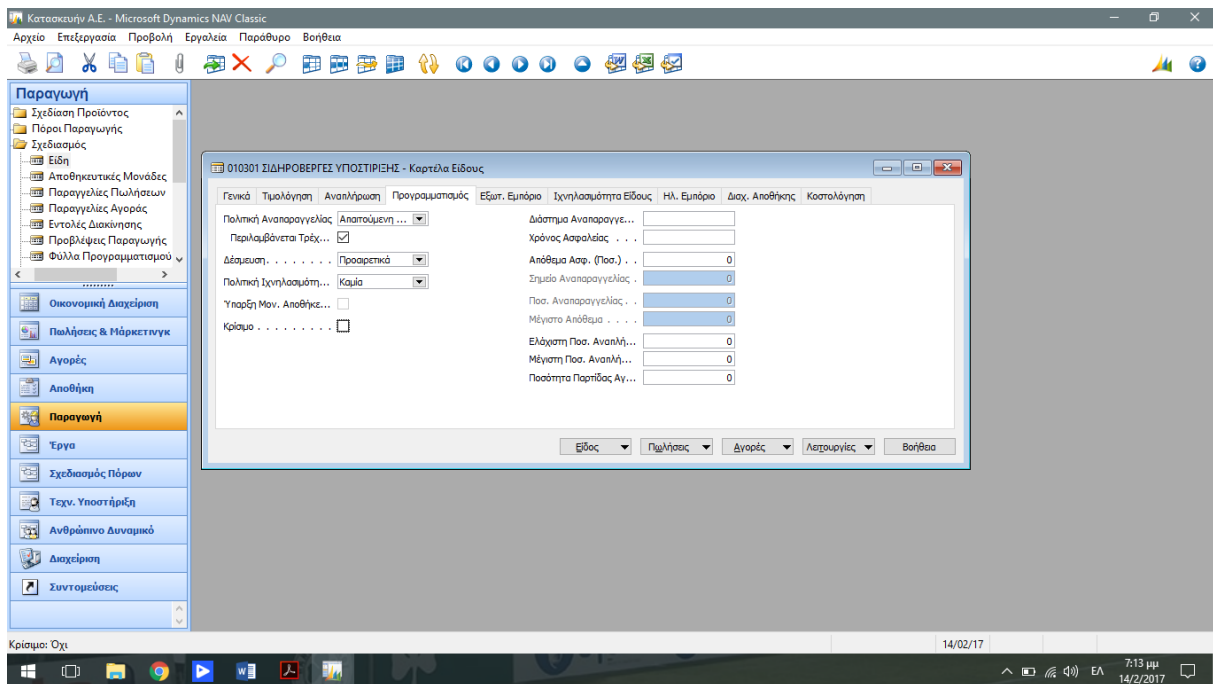 Κατασκευήν Α.Ε. - Microsoft Dynamics NAV Classic
Αρχείο Επεξεργασία Προβολή Εργαλεία Παράθυρο Βοήθεια
Παραγωγή
Σχεδίαση Προϊόντος
Πόροι Παραγωγής
Σχεδιασμός
Είδη
Αποθηκευτικές Μονάδες
Παραγγελίες Πωλήσεων
Παραγγελίες Αγοράς
Εντολές Διακίνησης
Προβλέψεις Παραγωγής
Φύλλα Προγραμματισμού
Οικονομική Διαχείριση
Πωλήσεις & Μάρκετινγκ
Αγορές
Αποθήκη
Παραγωγή
Έργα
Σχεδιασμός Πόρων
Τεχν. Υποστήριξη
Ανθρώπινο Δυναμικό
Διαχείριση
Συντομεύσεις
010301 ΣΙΔΗΡΟΒΕΡΓΕΣ ΥΠΟΣΤΙΡΙΞΗΣ - Καρτέλα Είδους
Γενικά Τιμολόγηση Αναπλήρωση Προγραμματισμός Εξωτ. Εμπόριο Ιχνηλασιμότητα Είδους Ηλ. Εμπόριο Διαχ. Αποθήκης Κοστολόγηση
Πολιτική Αναπαραγγελίας Απαιτούμενη ...
Περιλαμβάνεται Τρέχ...
Δέσμευση. . . . . . . . Προαιρετικά
Πολιτική Ιχνηλασιμότη... Καμία
Ύπαρξη Μον. Αποθήκε...
Κρίσιμο . . . . . . . . . .
Διάστημα Αναπαραγγε...
Χρόνος Ασφαλείας . . .
Απόθεμα Ασφ. (Ποσ.) . . 0
Σημείο Αναπαραγγελίας . 0
Ποσ. Αναπαραγγελίας . . 0
Μέγιστο Απόθεμα . . . . 0
Ελάχιστη Ποσ. Αναπλή... 0
Μέγιστη Ποσ. Αναπλή... 0
Ποσότητα Παρτίδας Αγ... 0
Είδος Πωλήσεις Αγορές Λειτουργίες Βοήθεια
Κρίσιμο: Όχι 14/02/17
ΕΛ 7:13 μμ
14/2/2017